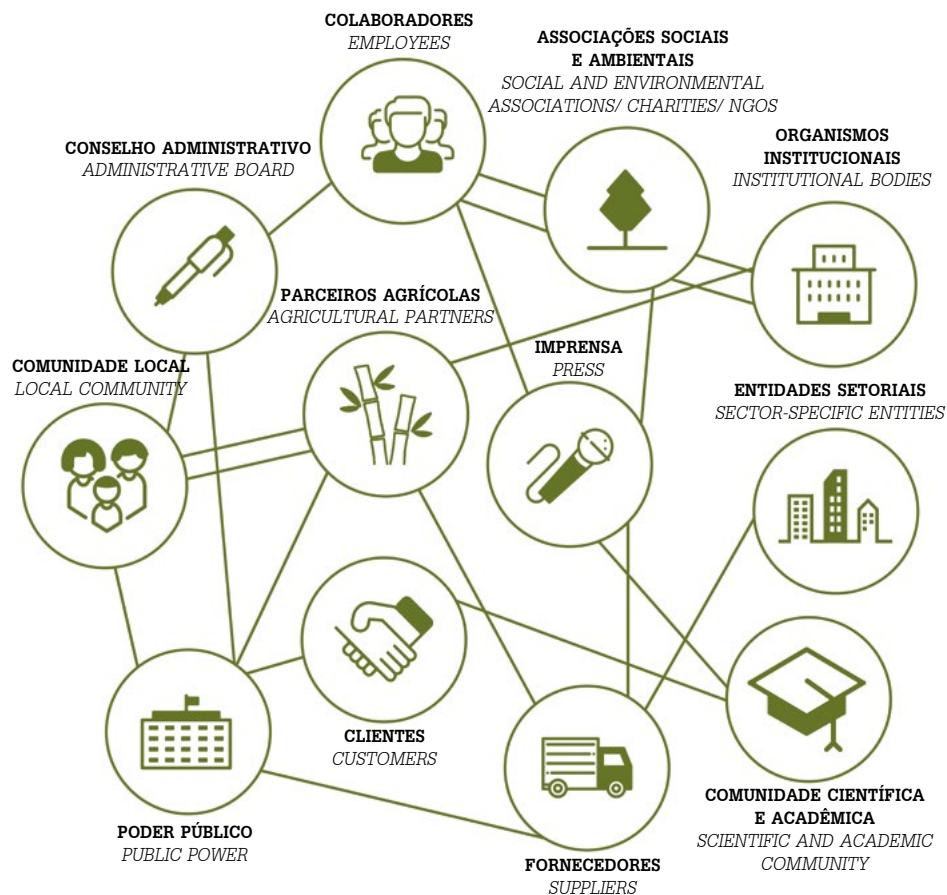 COLABORADORES
EMPLOYEES
ASSOCIAÇÕES SOCIAIS
E AMBIENTAIS
SOCIAL AND ENVIRONMENTAL
ASSOCIATIONS/ CHARITIES/ NGOS
CONSELHO ADMINISTRATIVO
ADMINISTRATIVE BOARD
ORGANISMOS
INSTITUCIONAIS
INSTITUTIONAL BODIES
PARCEIROS AGRÍCOLAS
AGRICULTURAL PARTNERS
COMUNIDADE LOCAL
LOCAL COMMUNITY
IMPRENSA
PRESS
ENTIDADES SETORIAIS
SECTOR-SPECIFIC ENTITIES
CLIENTES
CUSTOMERS
PODER PÚBLICO
PUBLIC POWER
FORNECEDORES
SUPPLIERS
COMUNIDADE CIENTÍFICA
E ACADÊMICA
SCIENTIFIC AND ACADEMIC
COMMUNITY